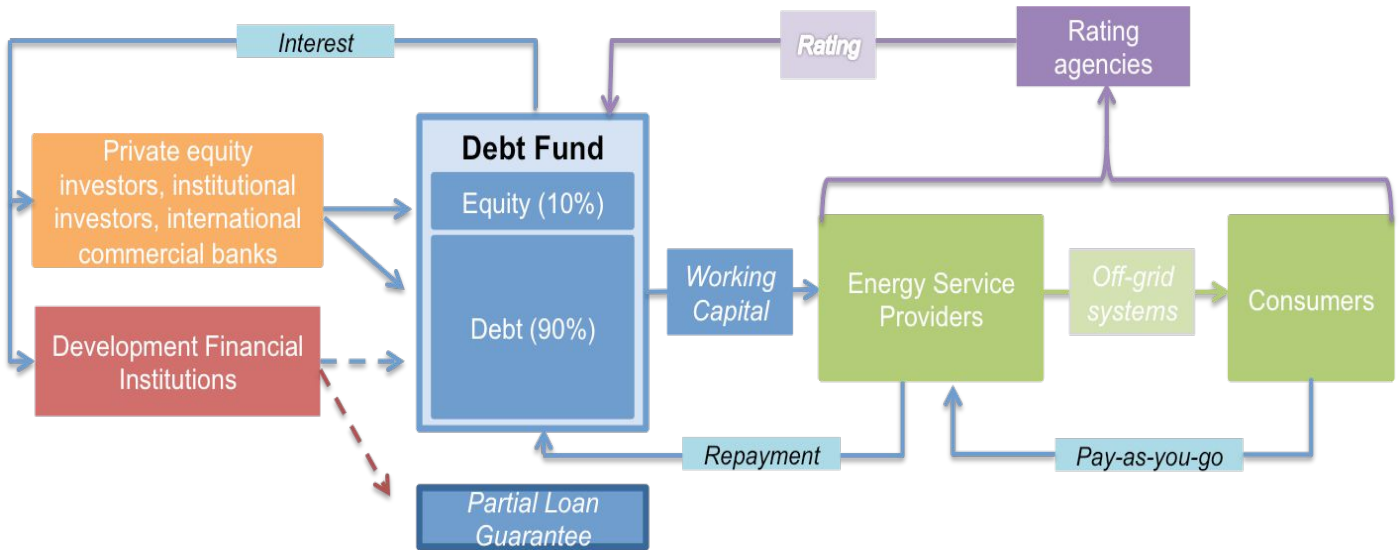 Interest
Rating
Rating
agencies
Private equity
investors, institutional
investors, international
commercial banks
Debt Fund
Equity (10%)
Debt (90%)
Working
Capital
Energy Service
Providers
Off-grid
systems
Consumers
Development Financial
Institutions
Repayment
Pay-as-you-go
Partial Loan
Guarantee